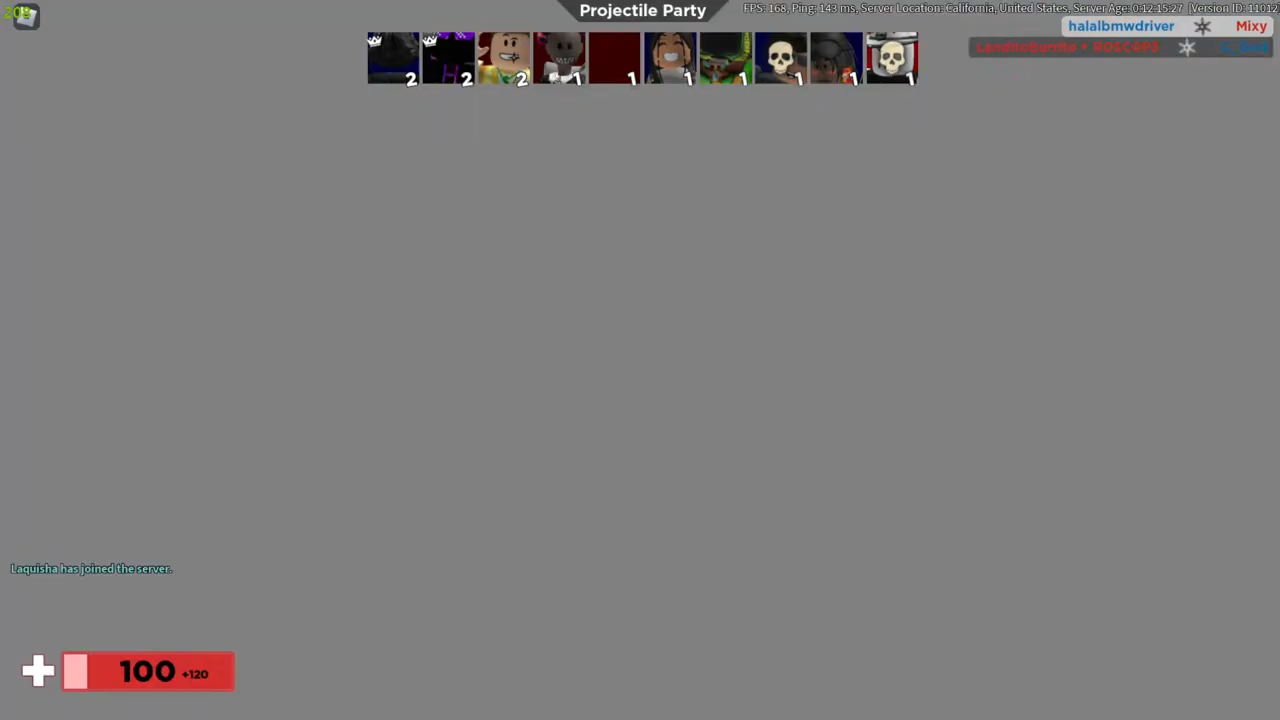 208
Projectile Party
FPS: 168, Ping: 143 ms, Server Location: California, United States, Server Age: 0:12:15:27 [Version ID: 11012
halalbmwdriver Mixy
2 2 2 1 1 1 1 1 1 1
Laquisha has joined the server.
100 +120